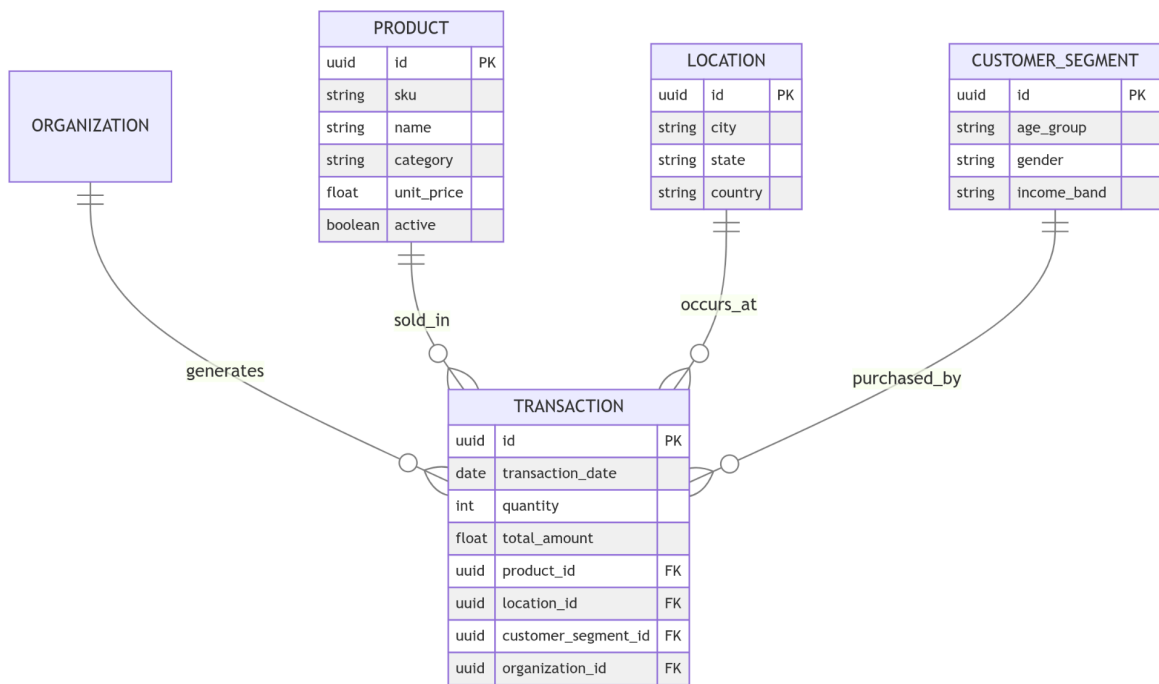 PRODUCT
uuid id PK
string sku
string name
string category
float unit_price
boolean active
LOCATION
uuid id PK
string city
string state
string country
CUSTOMER_SEGMENT
uuid id PK
string age_group
string gender
string income_band
ORGANIZATION
sold_in
occurs_at
generates
purchased_by
TRANSACTION
uuid id PK
date transaction_date
int quantity
float total_amount
uuid product_id FK
uuid location_id FK
uuid customer_segment_id FK
uuid organization_id FK